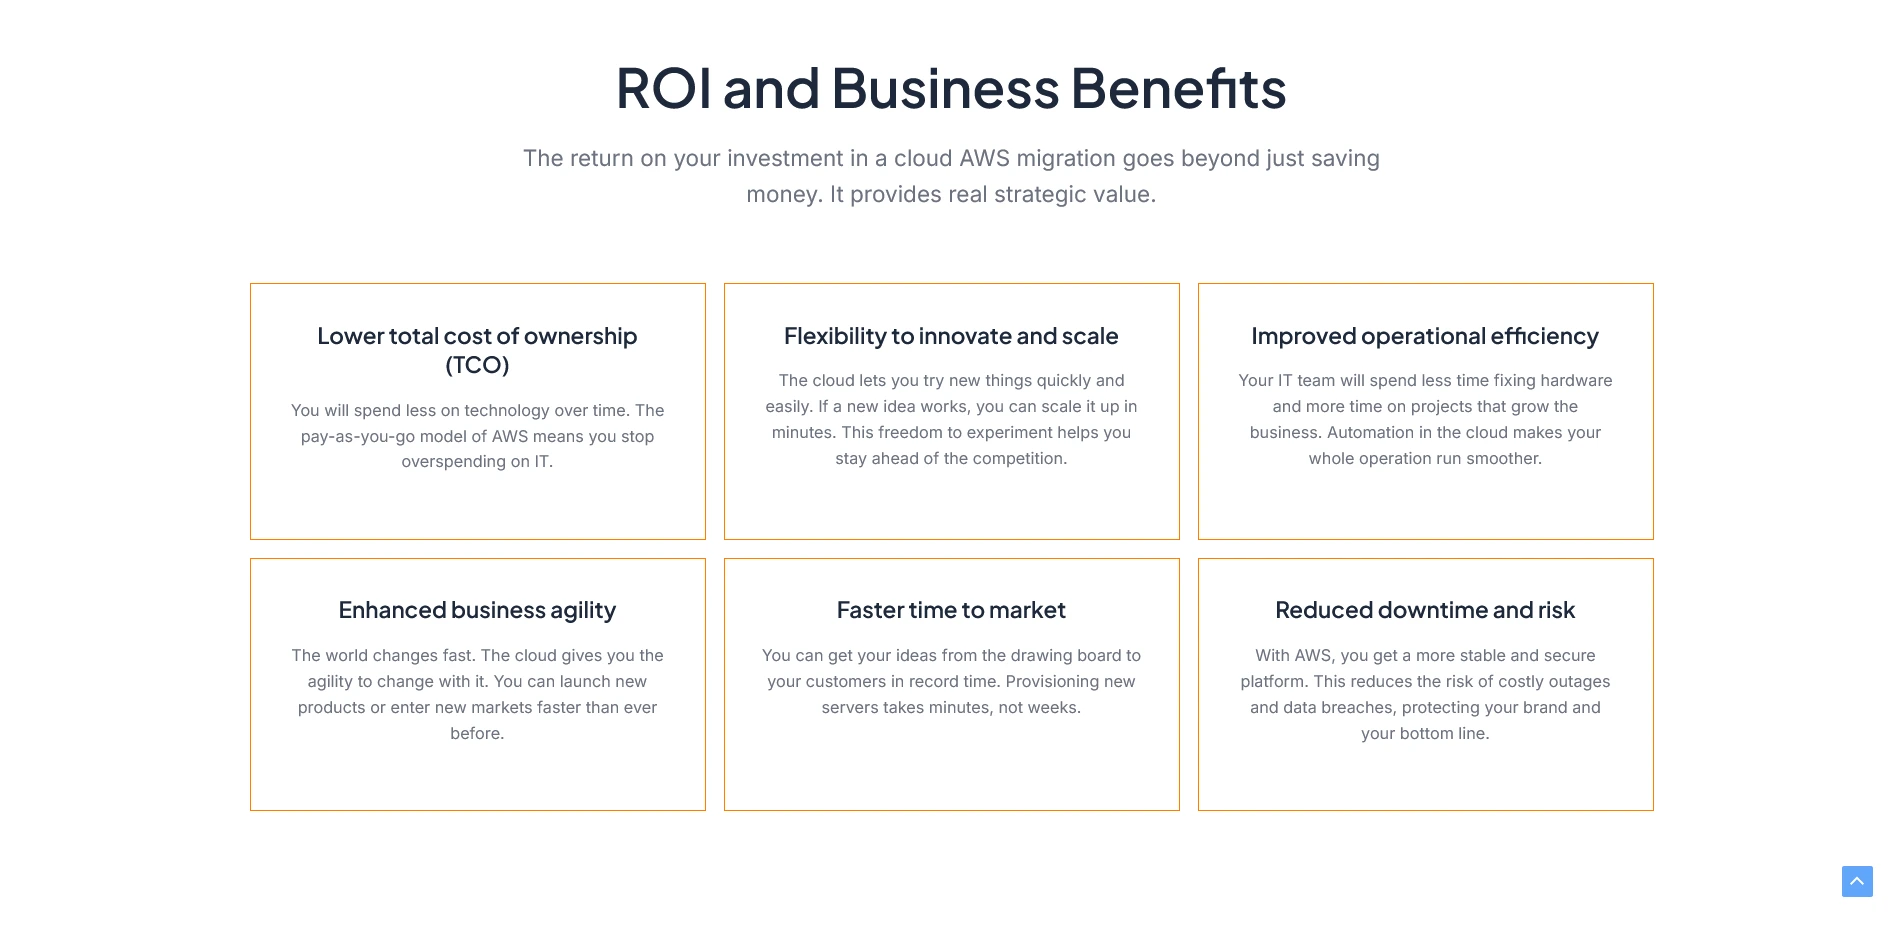 ROI and Business Benefits
The return on your investment in a cloud AWS migration goes beyond just saving
money. It provides real strategic value.
Lower total cost of ownership
(TCO)
You will spend less on technology over time. The
pay-as-you-go model of AWS means you stop
overspending on IT.
Flexibility to innovate and scale
The cloud lets you try new things quickly and
easily. If a new idea works, you can scale it up in
minutes. This freedom to experiment helps you
stay ahead of the competition.
Improved operational efficiency
Your IT team will spend less time fixing hardware
and more time on projects that grow the
business. Automation in the cloud makes your
whole operation run smoother.
Enhanced business agility
The world changes fast. The cloud gives you the
agility to change with it. You can launch new
products or enter new markets faster than ever
before.
Faster time to market
You can get your ideas from the drawing board to
your customers in record time. Provisioning new
servers takes minutes, not weeks.
Reduced downtime and risk
With AWS, you get a more stable and secure
platform. This reduces the risk of costly outages
and data breaches, protecting your brand and
your bottom line.